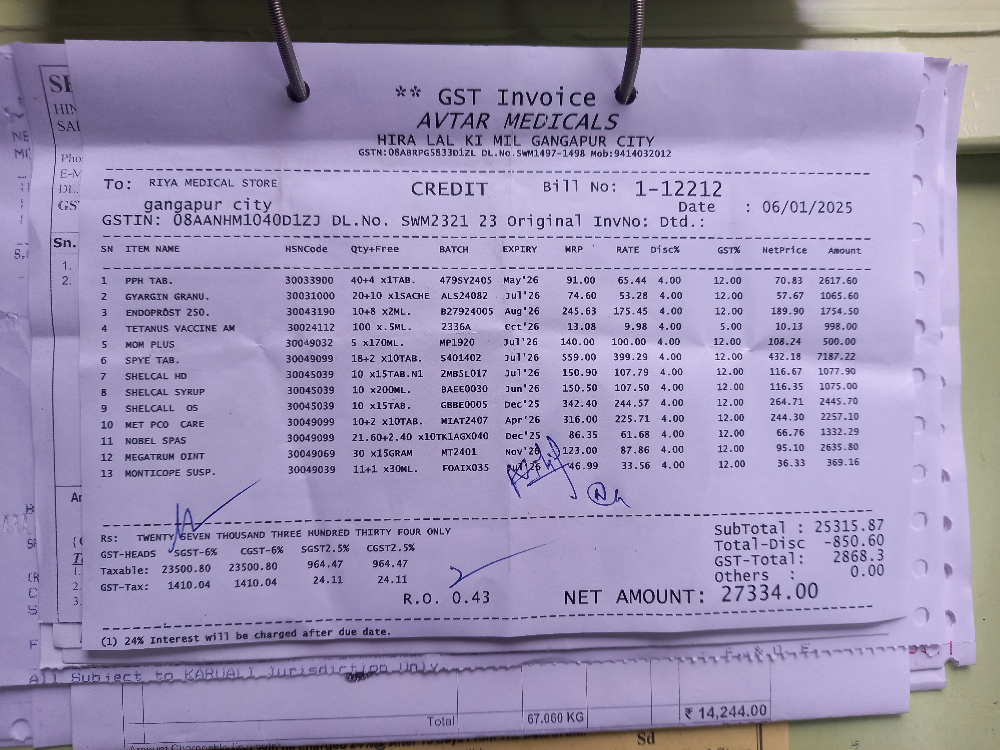 ** GST Invoice
AVTAR MEDICALS
HIRA LAL KI MIL GANGAPUR CITY
GSTN:08ABRPG5833D1ZL DL.No.SWM1497-1498 Mob:9414032012
To: RIYA MEDICAL STORE CREDIT Bill No: 1-12212
gangapur city Date : 06/01/2025
GSTIN: 08AANHM1040D1ZJ DL.No. SWM2321 23 Original InvNo: Dtd.:
SN ITEM NAME HSNCode Qty+Free BATCH EXPIRY MRP RATE Disc% GST% NetPrice Amount
1 PPH TAB. 30033900 40+4 x1TAB. 479SY2405 May'26 91.00 65.44 4.00 12.00 70.83 2617.60
2 GYARGIN GRANU. 30031000 20+10 x1SACHE ALS24082 Jul'26 74.60 53.28 4.00 12.00 57.67 1065.60
3 ENDOPROST 250. 30043190 10+8 x2ML. B27924005 Aug'26 245.63 175.45 4.00 12.00 189.90 1754.50
4 TETANUS VACCINE AM 30024112 100 x.5ML. 2336A Oct'26 13.08 9.98 4.00 5.00 10.13 998.00
5 MOM PLUS 30049032 5 x170ML. MP1920 Jul'26 140.00 100.00 4.00 12.00 108.24 500.00
6 SPYE TAB. 30049099 18+2 x10TAB. S401402 Jul'26 559.00 399.29 4.00 12.00 432.18 7187.22
7 SHELCAL HD 30045039 10 x15TAB.N1 2MB5L017 Jul'26 150.90 107.79 4.00 12.00 116.67 1077.90
8 SHELCAL SYRUP 30045039 10 x200ML. BAEE0030 Jun'26 150.50 107.50 4.00 12.00 116.35 1075.00
9 SHELCALL OS 30045039 10 x15TAB. GBBE0005 Dec'25 342.40 244.57 4.00 12.00 264.71 2445.70
10 MET PCO CARE 30049099 10+2 x10TAB. MIAT2407 Apr'26 316.00 225.71 4.00 12.00 244.30 2257.10
11 NOBEL SPAS 30049099 21.60+2.40 x10TK1AGX040 Dec'25 86.35 61.68 4.00 12.00 66.76 1332.29
12 MEGATRUM OINT 30049069 30 x15GRAM MT2401 Nov'26 123.00 87.86 4.00 12.00 95.10 2635.80
13 MONTICOPE SUSP. 30049039 11+1 x30ML. FOAIX035 46.99 33.56 4.00 12.00 36.33 369.16
Rs: TWENTY SEVEN THOUSAND THREE HUNDRED THIRTY FOUR ONLY
GST-HEADS SGST-6% CGST-6% SGST2.5% CGST2.5%
Taxable: 23500.80 23500.80 964.47 964.47
GST-Tax: 1410.04 1410.04 24.11 24.11
SubTotal : 25315.87
Total-Disc -850.60
GST-Total: 2868.3
Others : 0.00
R.O. 0.43 NET AMOUNT: 27334.00
(1) 24% Interest will be charged after due date.
All Subject to KARUALI Jurisdiction Only
Total 67.060 KG ₹ 14,244.00
Sd
Sn.
1.
2.